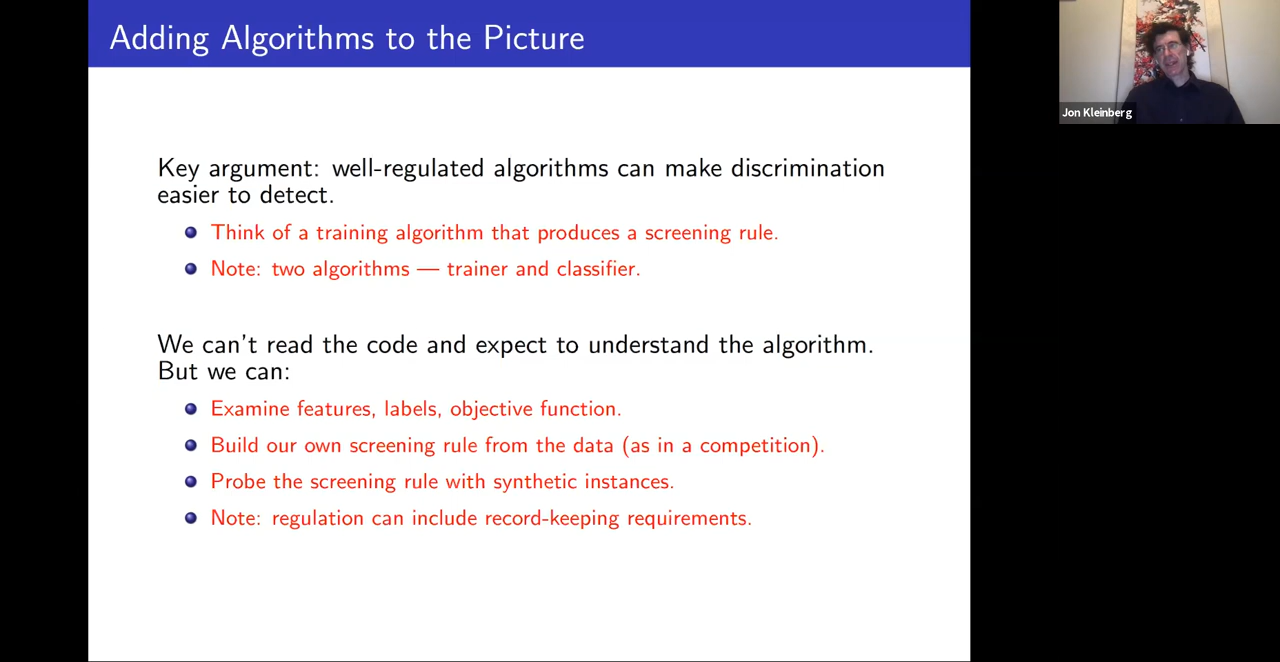 Adding Algorithms to the Picture
Jon Kleinberg
Key argument: well-regulated algorithms can make discrimination
easier to detect.
Think of a training algorithm that produces a screening rule.
Note: two algorithms — trainer and classifier.
We can't read the code and expect to understand the algorithm.
But we can:
Examine features, labels, objective function.
Build our own screening rule from the data (as in a competition).
Probe the screening rule with synthetic instances.
Note: regulation can include record-keeping requirements.